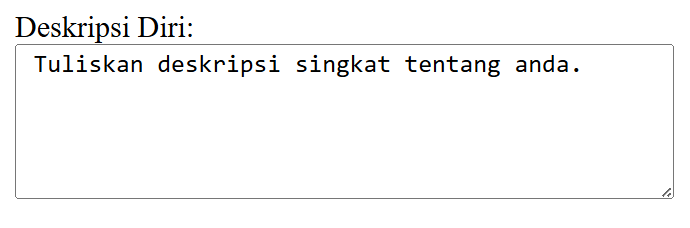 Deskripsi Diri:
Tuliskan deskripsi singkat tentang anda.